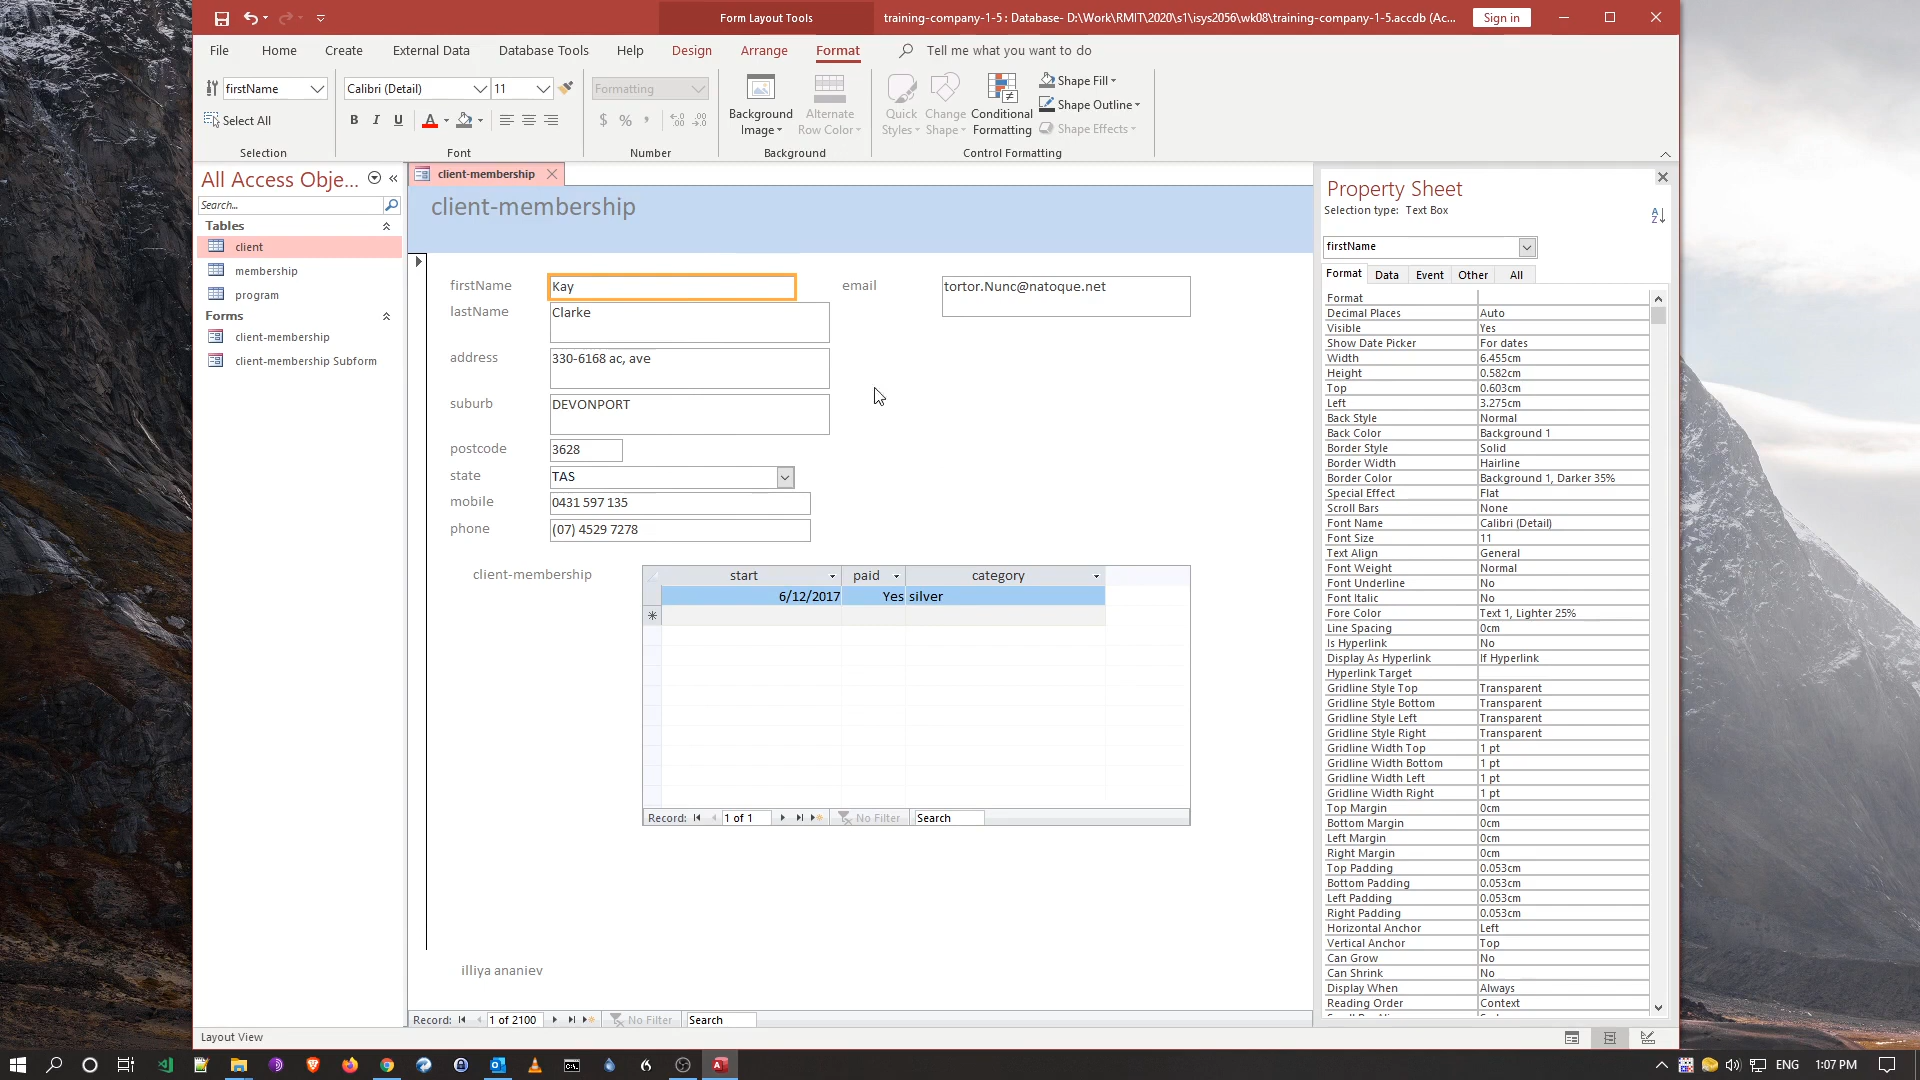 Form Layout Tools
training-company-1-5 : Database- D:\Work\RMIT\2020\s1\isys2056\wk08\training-company-1-5.accdb (Ac...
Sign in
File Home Create External Data Database Tools Help Design Arrange Format Tell me what you want to do
firstName
Select All
Selection
Calibri (Detail) 11
B I U A
Font
Formatting
$ % ,
Number
Background Image
Alternate Row Color
Background
Quick Styles
Change Shape
Conditional Formatting
Shape Fill
Shape Outline
Shape Effects
Control Formatting
All Access Obje...
Search...
Tables
client
membership
program
Forms
client-membership
client-membership Subform
client-membership
client-membership
firstName Kay
email tortor.Nunc@natoque.net
lastName Clarke
address 330-6168 ac, ave
suburb DEVONPORT
postcode 3628
state TAS
mobile 0431 597 135
phone (07) 4529 7278
client-membership
start paid category
6/12/2017 Yes silver
Record: 1 of 1 No Filter Search
illiya ananiev
Record: 1 of 2100 No Filter Search
Property Sheet
Selection type: Text Box
firstName
Format Data Event Other All
Format
Decimal Places Auto
Visible Yes
Show Date Picker For dates
Width 6.455cm
Height 0.582cm
Top 0.603cm
Left 3.275cm
Back Style Normal
Back Color Background 1
Border Style Solid
Border Width Hairline
Border Color Background 1, Darker 35%
Special Effect Flat
Scroll Bars None
Font Name Calibri (Detail)
Font Size 11
Text Align General
Font Weight Normal
Font Underline No
Font Italic No
Fore Color Text 1, Lighter 25%
Line Spacing 0cm
Is Hyperlink No
Display As Hyperlink If Hyperlink
Hyperlink Target
Gridline Style Top Transparent
Gridline Style Bottom Transparent
Gridline Style Left Transparent
Gridline Style Right Transparent
Gridline Width Top 1 pt
Gridline Width Bottom 1 pt
Gridline Width Left 1 pt
Gridline Width Right 1 pt
Top Margin 0cm
Bottom Margin 0cm
Left Margin 0cm
Right Margin 0cm
Top Padding 0.053cm
Bottom Padding 0.053cm
Left Padding 0.053cm
Right Padding 0.053cm
Horizontal Anchor Left
Vertical Anchor Top
Can Grow No
Can Shrink No
Display When Always
Reading Order Context
Layout View
ENG 1:07 PM